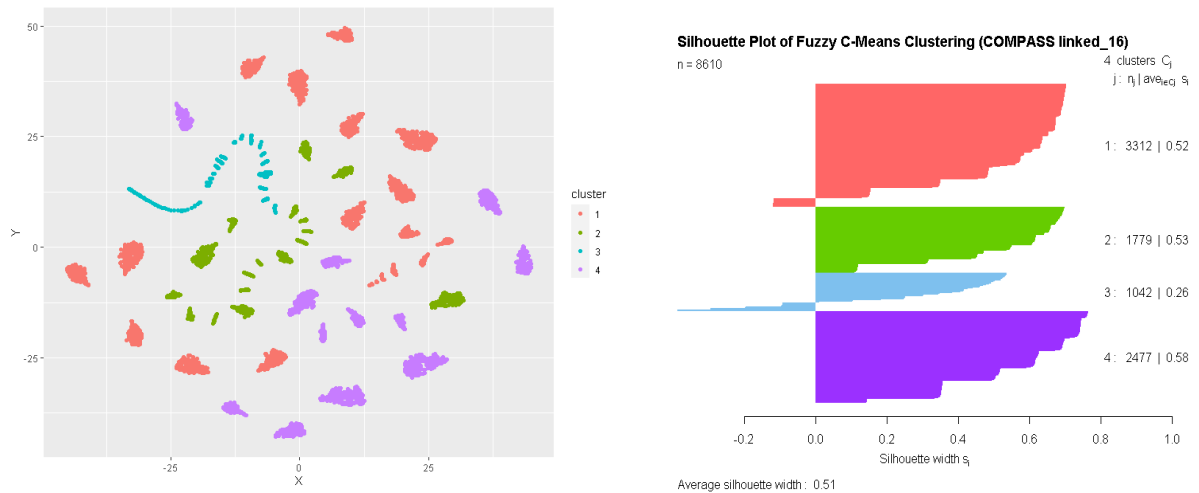 50
25
0
-25
Y
-25
0
25
X
cluster
1
2
3
4
Silhouette Plot of Fuzzy C-Means Clustering (COMPASS linked_16)
n = 8610
4 clusters Cj
j : nj | avei∈Cj si
1 : 3312 | 0.52
2 : 1779 | 0.53
3 : 1042 | 0.26
4 : 2477 | 0.58
-0.2 0.0 0.2 0.4 0.6 0.8 1.0
Silhouette width si
Average silhouette width : 0.51